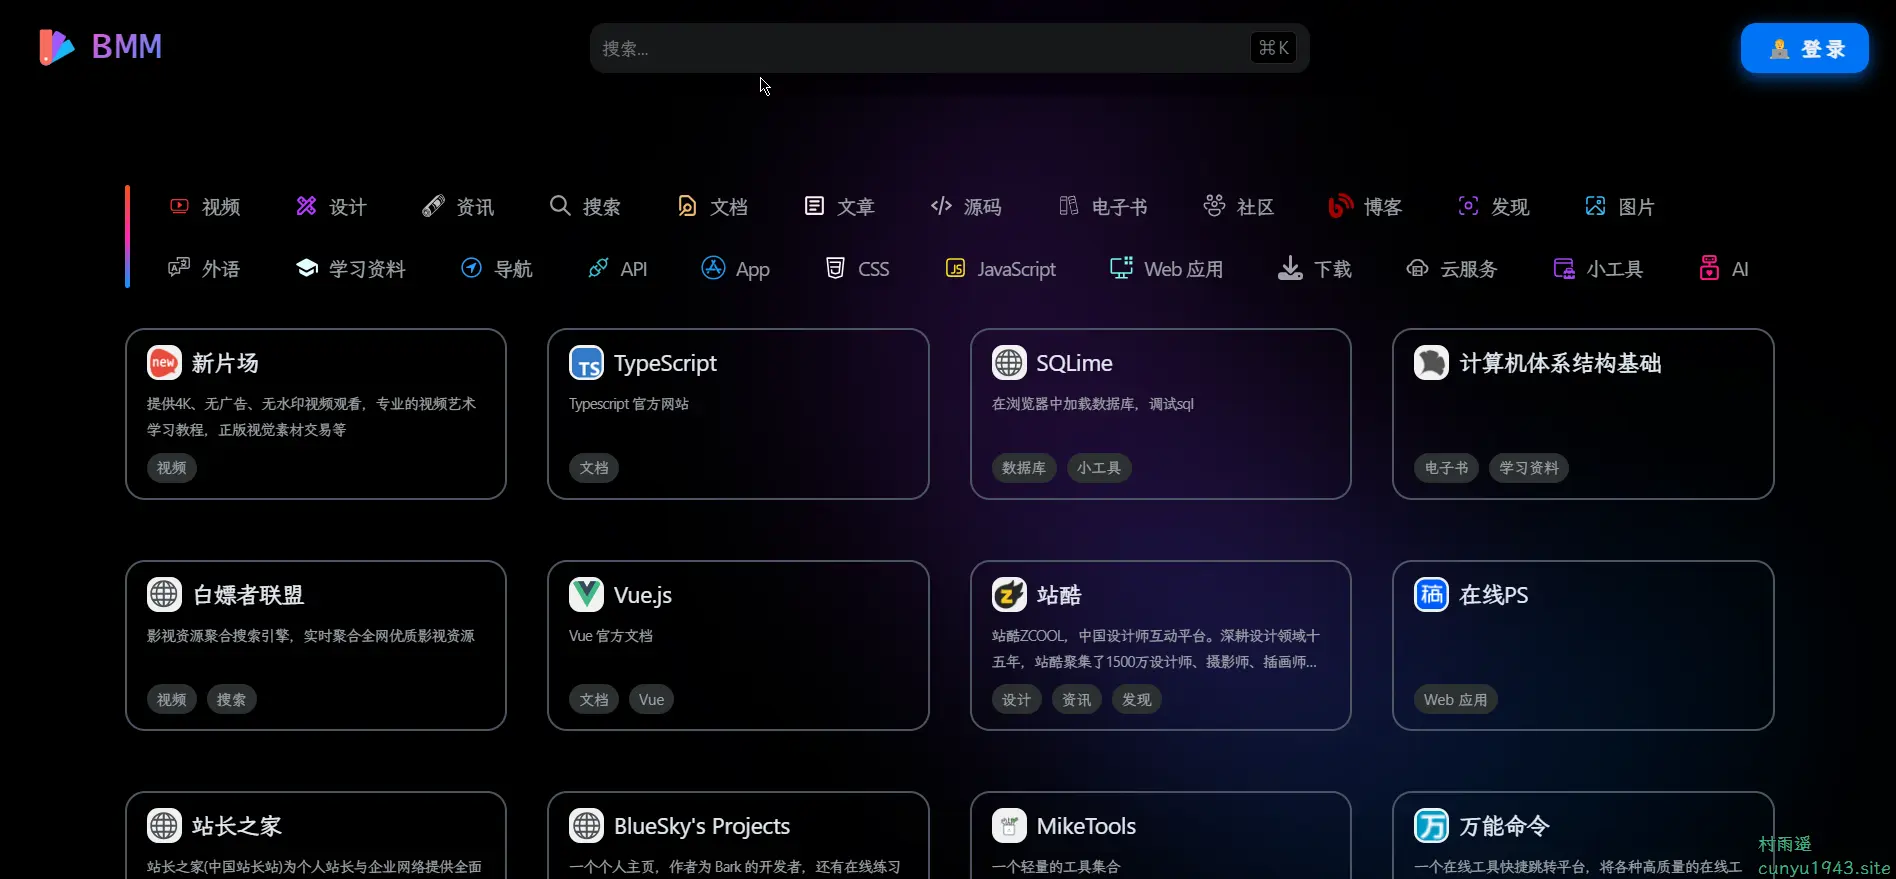 BMM
搜索...
⌘K
登录
视频
设计
资讯
搜索
文档
文章
源码
电子书
社区
博客
发现
图片
外语
学习资料
导航
API
App
CSS
JavaScript
Web 应用
下载
云服务
小工具
AI
new
新片场
提供4K、无广告、无水印视频观看，专业的视频艺术
学习教程，正版视觉素材交易等
视频
TS
TypeScript
Typescript 官方网站
文档
SQLime
在浏览器中加载数据库，调试sql
数据库
小工具
计算机体系结构基础
电子书
学习资料
白嫖者联盟
影视资源聚合搜索引擎，实时聚合全网优质影视资源
视频
搜索
Vue.js
Vue 官方文档
文档
Vue
站酷
站酷ZCOOL，中国设计师互动平台。深耕设计领域十
五年，站酷聚集了1500万设计师、摄影师、插画师...
设计
资讯
发现
在线PS
Web 应用
站长之家
站长之家(中国站长站)为个人站长与企业网络提供全面
BlueSky's Projects
一个个人主页，作者为 Bark 的开发者，还有在线练习
MikeTools
一个轻量的工具集合
万
万能命令
一个在线工具快捷跳转平台，将各种高质量的在线工
村雨遥
cunyu1943.site